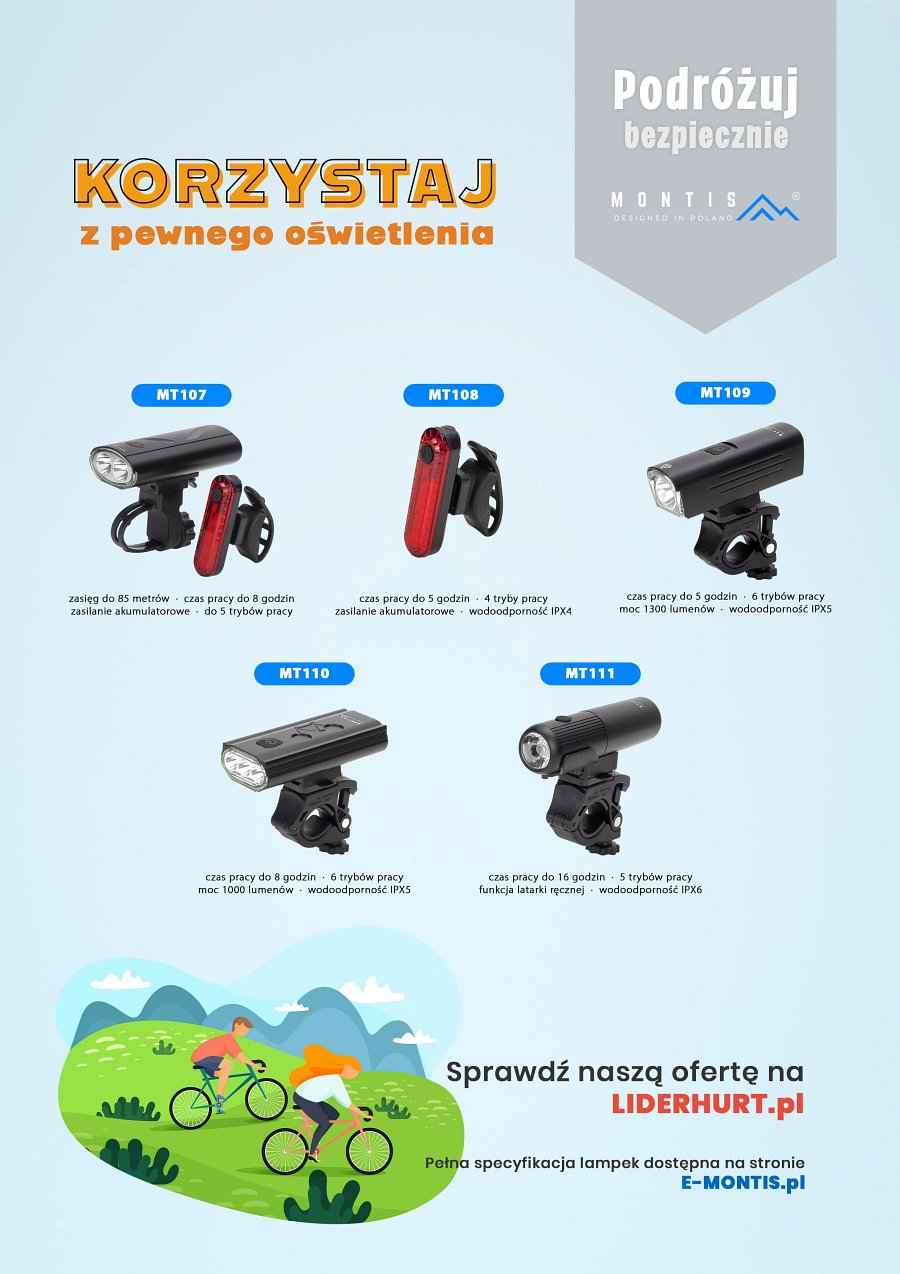 Podróżuj
bezpiecznie
MONTIS ®
DESIGNED IN POLAND
KORZYSTAJ
z pewnego oświetlenia
MT107
zasięg do 85 metrów · czas pracy do 8 godzin
zasilanie akumulatorowe · do 5 trybów pracy
MT108
czas pracy do 5 godzin · 4 tryby pracy
zasilanie akumulatorowe · wodoodporność IPX4
MT109
czas pracy do 5 godzin · 6 trybów pracy
moc 1300 lumenów · wodoodporność IPX5
MT110
czas pracy do 8 godzin · 6 trybów pracy
moc 1000 lumenów · wodoodporność IPX5
MT111
czas pracy do 16 godzin · 5 trybów pracy
funkcja latarki ręcznej · wodoodporność IPX6
Sprawdź naszą ofertę na
LIDERHURT.pl
Pełna specyfikacja lampek dostępna na stronie
E-MONTIS.pl